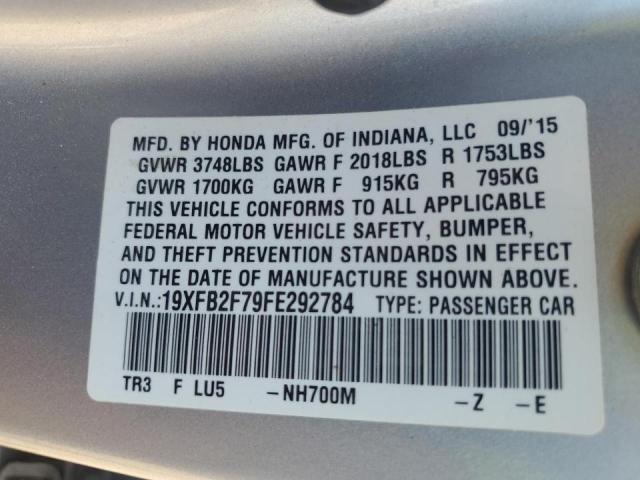 MFD. BY HONDA MFG. OF INDIANA, LLC 09/'15
GVWR 3748LBS GAWR F 2018LBS R 1753LBS
GVWR 1700KG GAWR F 915KG R 795KG
THIS VEHICLE CONFORMS TO ALL APPLICABLE
FEDERAL MOTOR VEHICLE SAFETY, BUMPER,
AND THEFT PREVENTION STANDARDS IN EFFECT
ON THE DATE OF MANUFACTURE SHOWN ABOVE.
V.I.N.:19XFB2F79FE292784 TYPE: PASSENGER CAR
TR3 F LU5 -NH700M -Z -E